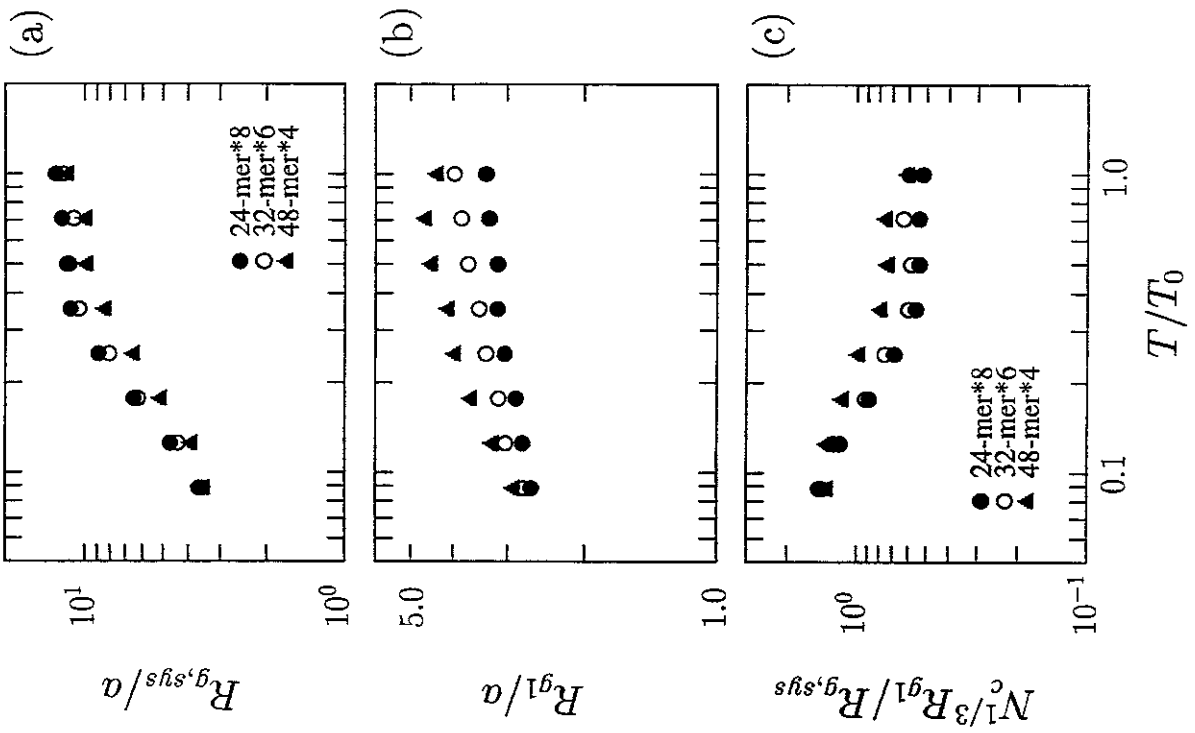 (a)
R_{g,sys}/a
10^1
10^0
24-mer*8
32-mer*6
48-mer*4
(b)
R_{g1}/a
5.0
1.0
(c)
N_c^{1/3}R_{g1}/R_{g,sys}
10^0
10^{-1}
24-mer*8
32-mer*6
48-mer*4
0.1
1.0
T/T_0